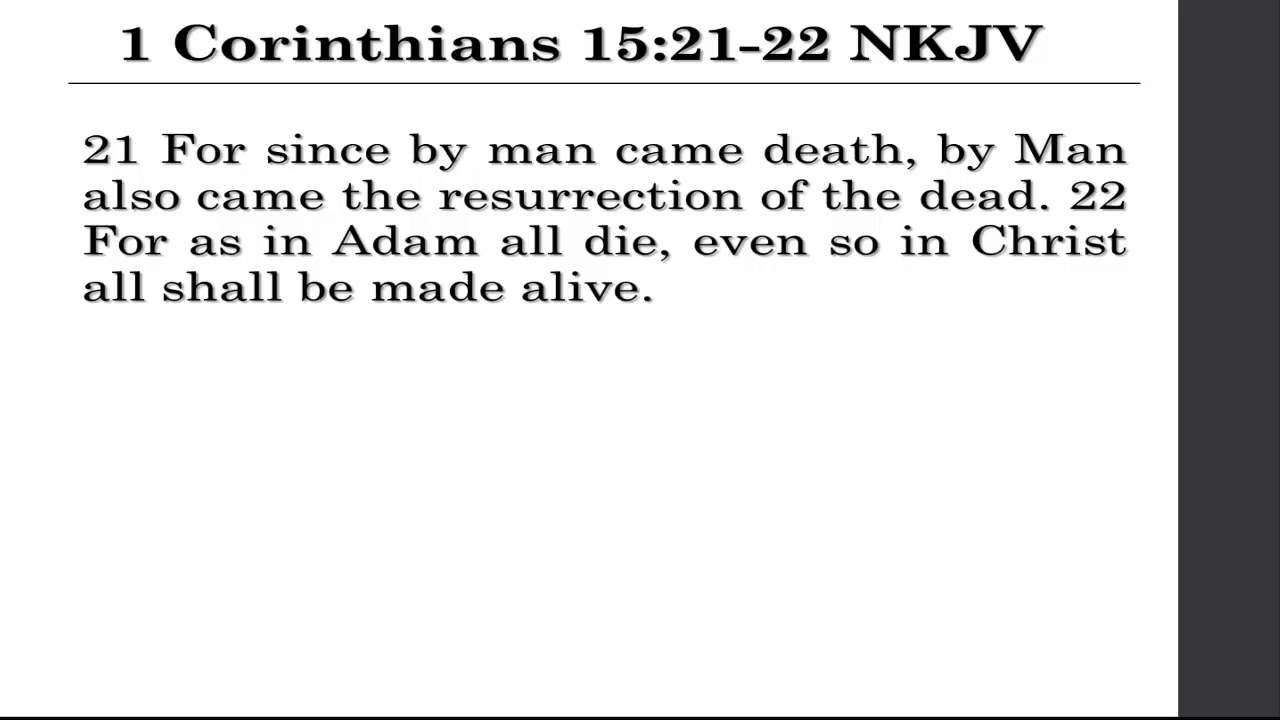 1 Corinthians 15:21-22 NKJV
21 For since by man came death, by Man
also came the resurrection of the dead. 22
For as in Adam all die, even so in Christ
all shall be made alive.